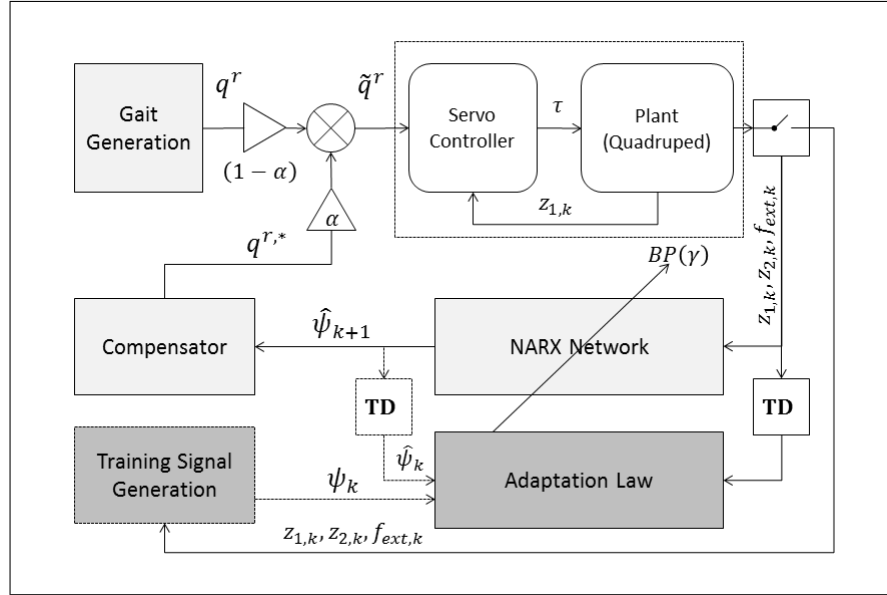 q^r
q̃^r
Gait
Generation
(1 − α)
Servo
Controller
τ
Plant
(Quadruped)
z_{1,k}
α
q^{r,*}
BP(γ)
z_{1,k}, z_{2,k}, f_{ext,k}
Compensator
ψ̂_{k+1}
NARX Network
TD
TD
Training Signal
Generation
ψ̂_k
ψ_k
Adaptation Law
z_{1,k}, z_{2,k}, f_{ext,k}